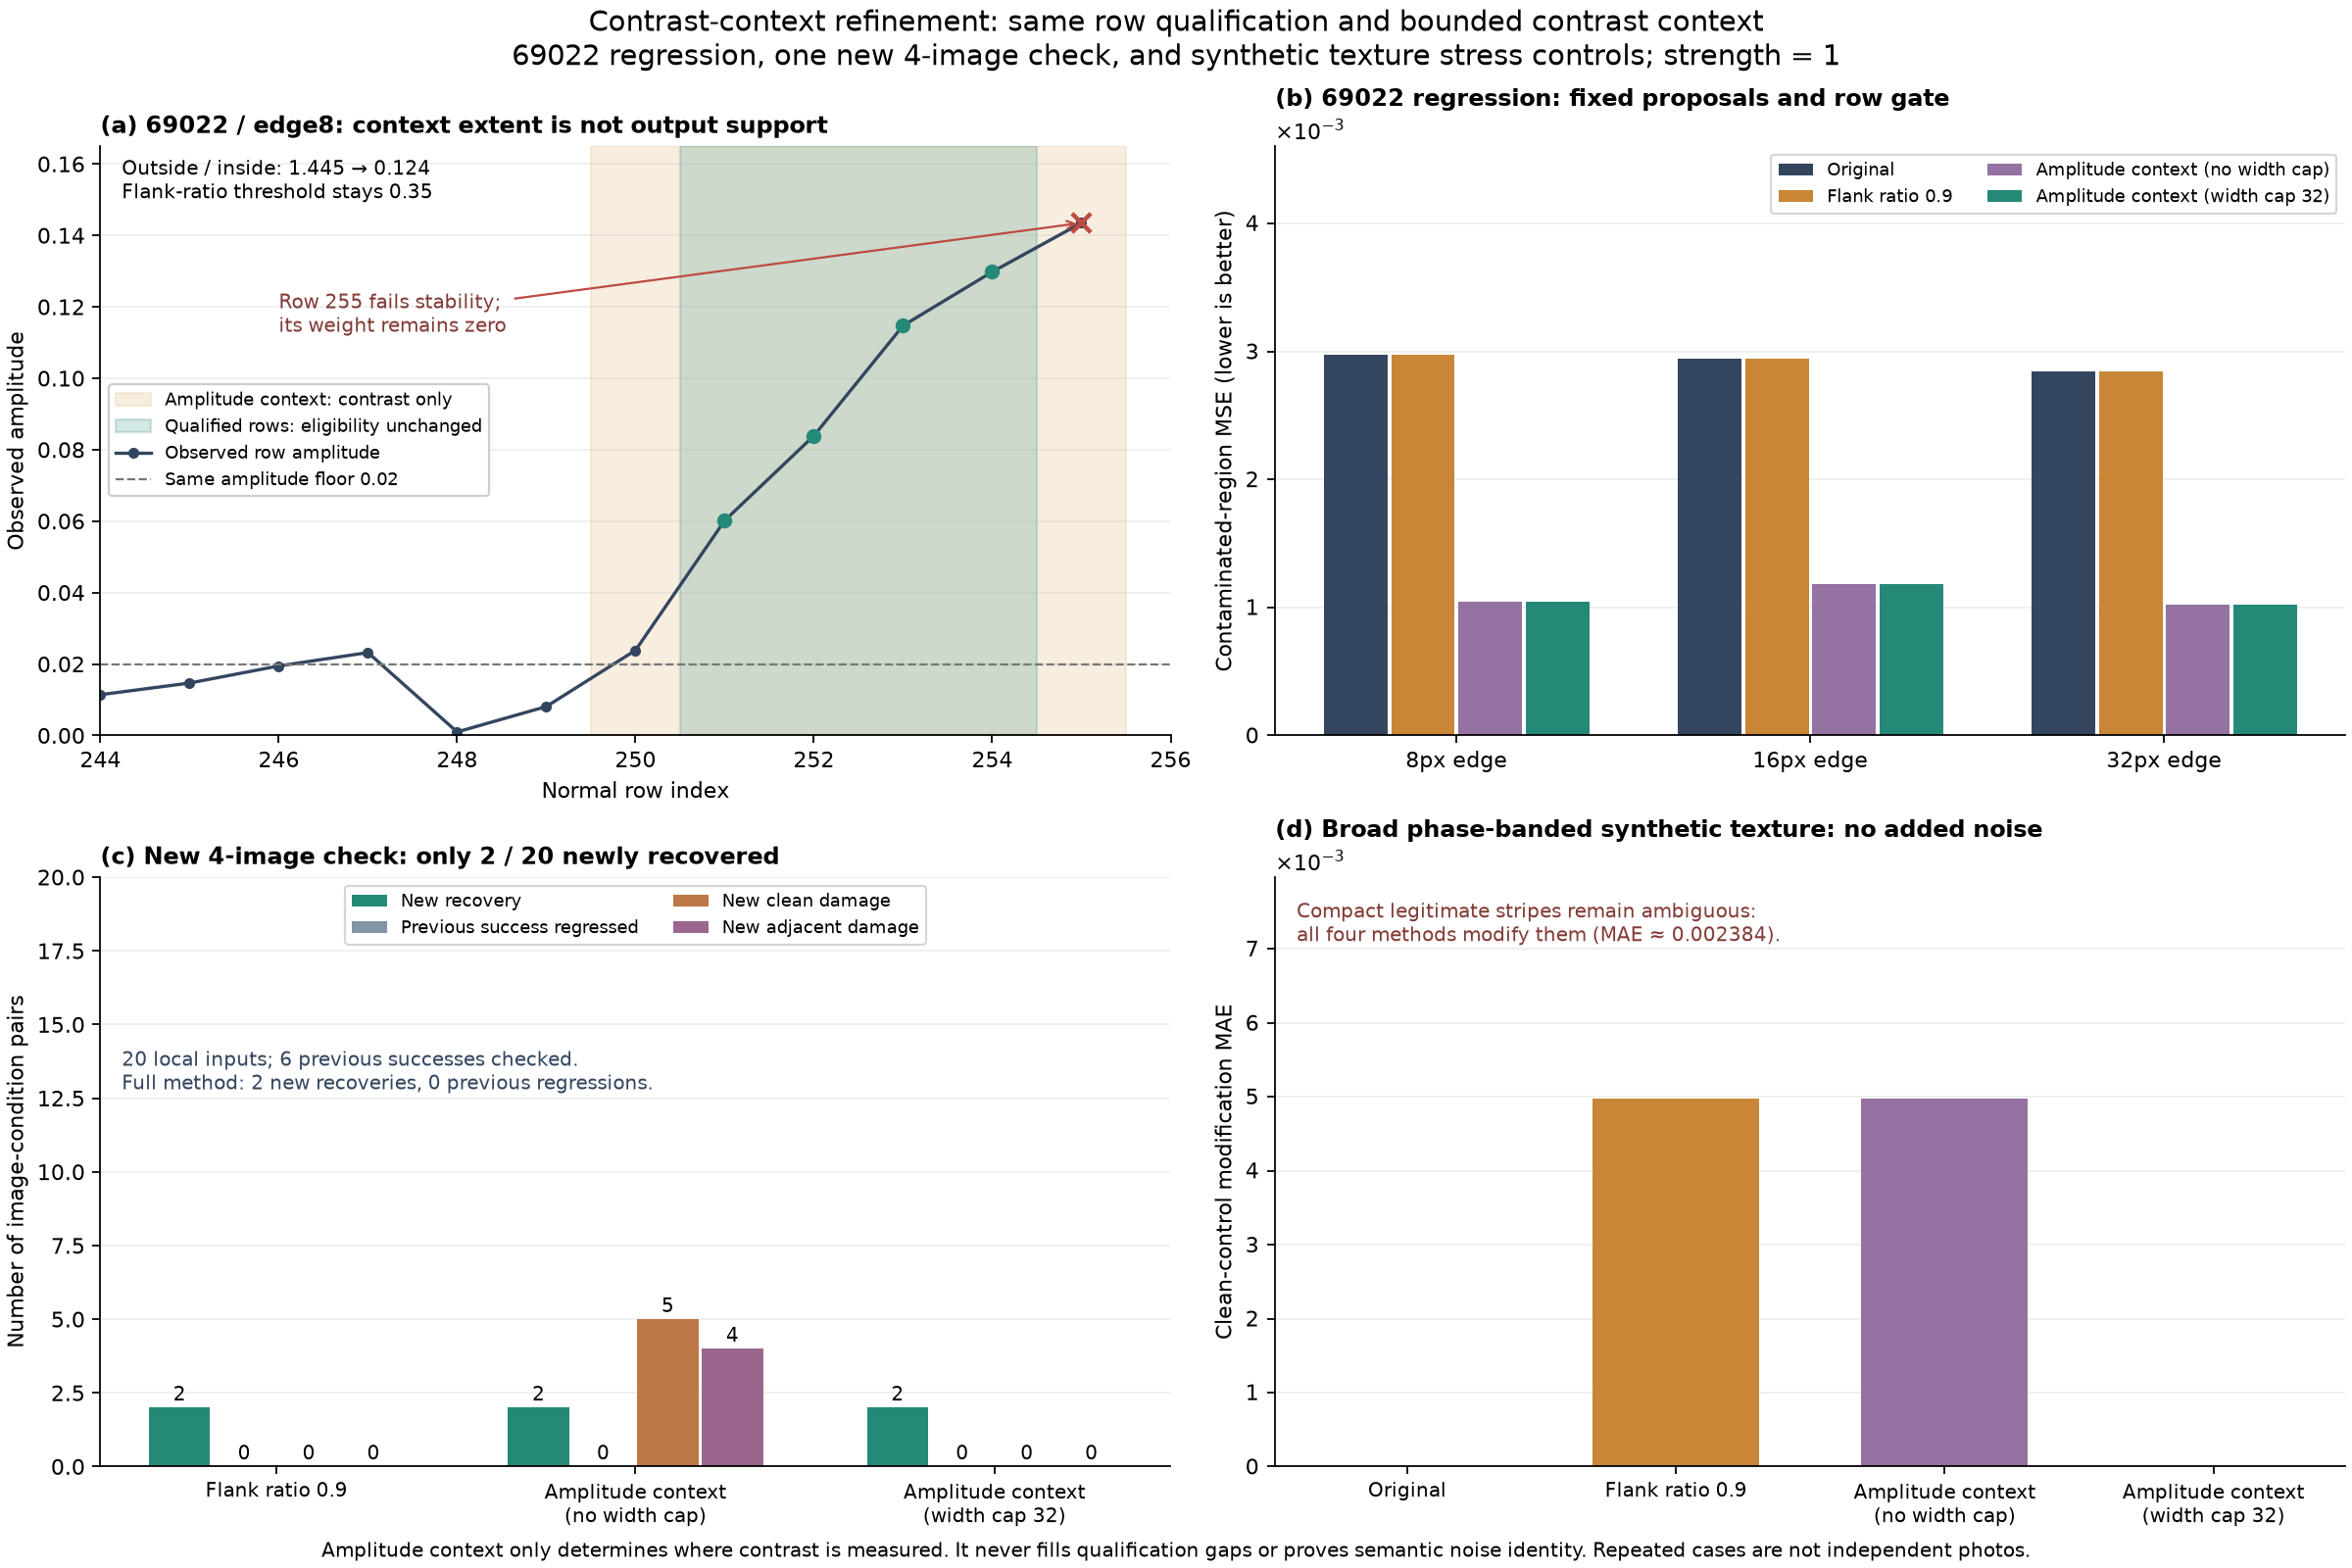 Contrast-context refinement: same row qualification and bounded contrast context
69022 regression, one new 4-image check, and synthetic texture stress controls; strength = 1
(a) 69022 / edge8: context extent is not output support
Outside / inside: 1.445 → 0.124
Flank-ratio threshold stays 0.35
Row 255 fails stability;
its weight remains zero
Amplitude context: contrast only
Qualified rows: eligibility unchanged
Observed row amplitude
Same amplitude floor 0.02
Observed amplitude
0.16
0.14
0.12
0.10
0.08
0.06
0.04
0.02
0.00
244 246 248 250 252 254 256
Normal row index
(b) 69022 regression: fixed proposals and row gate
×10⁻³
Original
Flank ratio 0.9
Amplitude context (no width cap)
Amplitude context (width cap 32)
Contaminated-region MSE (lower is better)
4
3
2
1
0
8px edge 16px edge 32px edge
(c) New 4-image check: only 2 / 20 newly recovered
New recovery
Previous success regressed
New clean damage
New adjacent damage
20 local inputs; 6 previous successes checked.
Full method: 2 new recoveries, 0 previous regressions.
Number of image-condition pairs
20.0
17.5
15.0
12.5
10.0
7.5
5.0
2.5
0.0
2 0 0 0
2 0 5 4
2 0 0 0
Flank ratio 0.9
Amplitude context
(no width cap)
Amplitude context
(width cap 32)
(d) Broad phase-banded synthetic texture: no added noise
×10⁻³
Compact legitimate stripes remain ambiguous:
all four methods modify them (MAE ≈ 0.002384).
Clean-control modification MAE
7
6
5
4
3
2
1
0
Original
Flank ratio 0.9
Amplitude context
(no width cap)
Amplitude context
(width cap 32)
Amplitude context only determines where contrast is measured. It never fills qualification gaps or proves semantic noise identity. Repeated cases are not independent photos.